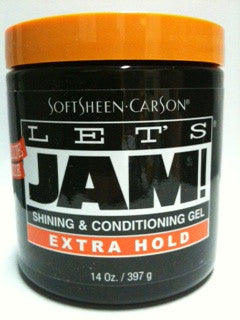 SOFTSHEEN·CARSON®
LET'S
JAM!®
SHINING & CONDITIONING GEL
EXTRA HOLD
14 Oz. / 397 g